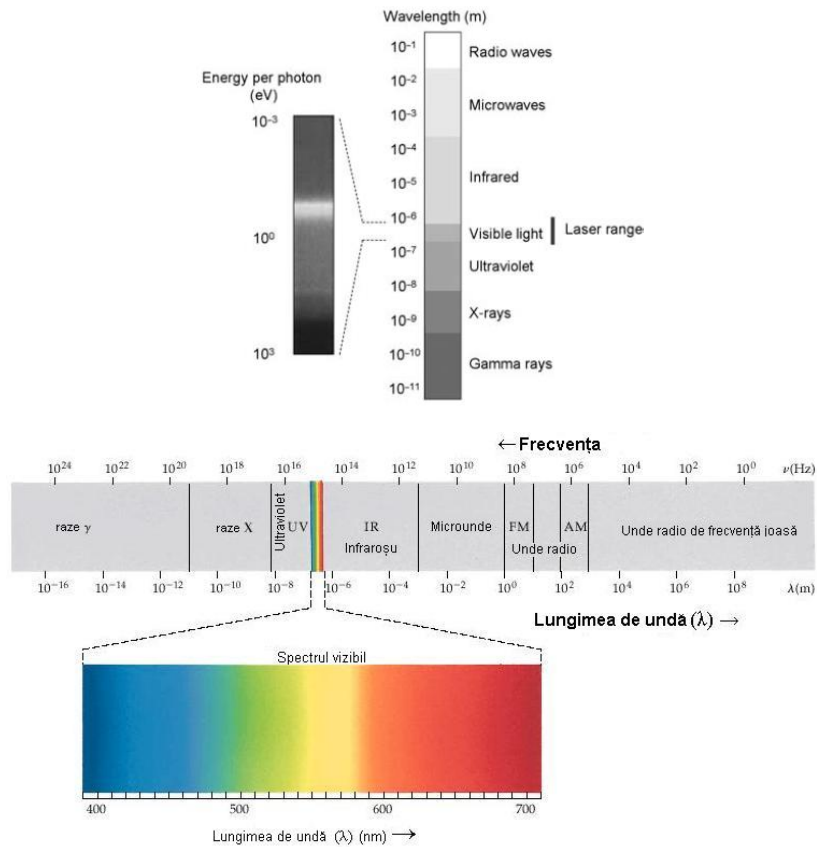 Wavelength (m)
Energy per photon
(eV)
10⁻³
10⁰
10³
10⁻¹
10⁻²
10⁻³
10⁻⁴
10⁻⁵
10⁻⁶
10⁻⁷
10⁻⁸
10⁻⁹
10⁻¹⁰
10⁻¹¹
Radio waves
Microwaves
Infrared
Visible light
Laser range
Ultraviolet
X-rays
Gamma rays
← Frecvența
10²⁴ 10²² 10²⁰ 10¹⁸ 10¹⁶ 10¹⁴ 10¹² 10¹⁰ 10⁸ 10⁶ 10⁴ 10² 10⁰ ν(Hz)
raze γ
raze X
Ultraviolet
UV
IR
Infraroșu
Microunde
FM
AM
Unde radio
Unde radio de frecvență joasă
10⁻¹⁶ 10⁻¹⁴ 10⁻¹² 10⁻¹⁰ 10⁻⁸ 10⁻⁶ 10⁻⁴ 10⁻² 10⁰ 10² 10⁴ 10⁶ 10⁸ λ(m)
Lungimea de undă (λ) →
Spectrul vizibil
400 500 600 700
Lungimea de undă (λ) (nm) →